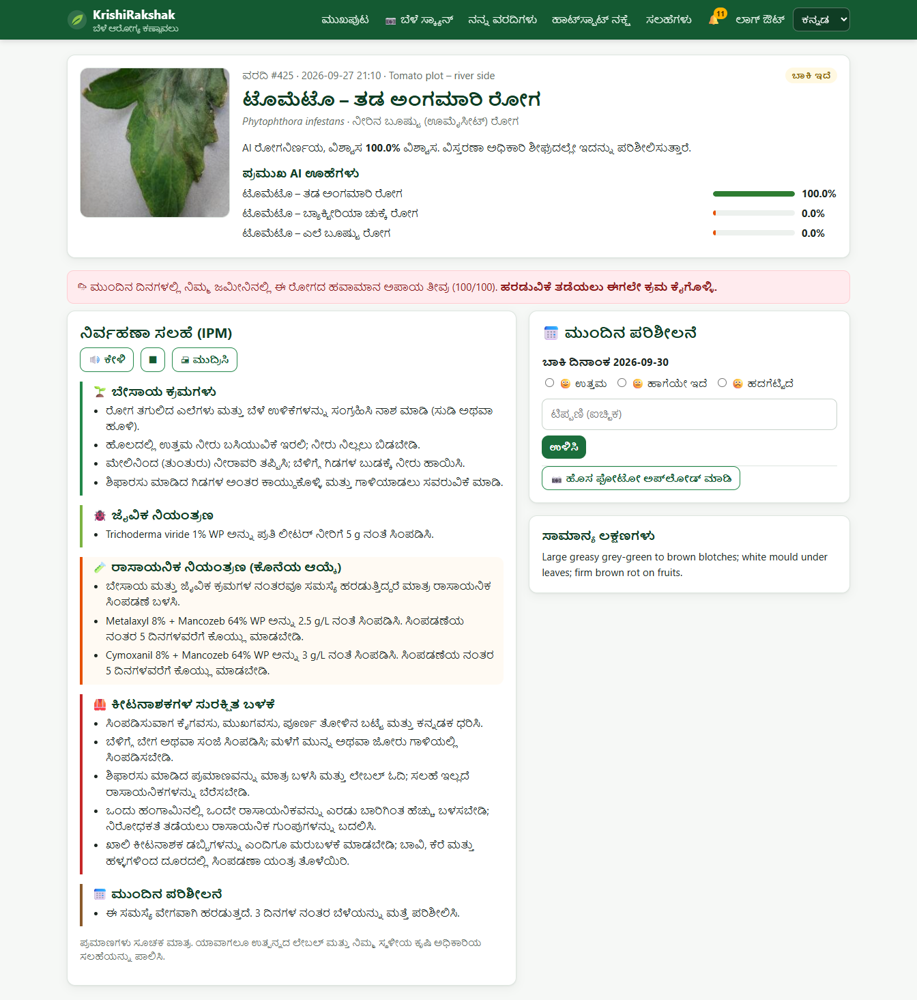 KrishiRakshak
ಬೆಳೆ ಆರೋಗ್ಯ ಕಣ್ಗಾವಲು
ಮುಖಪುಟ
ಬೆಳೆ ಸ್ಕ್ಯಾನ್
ನನ್ನ ವರದಿಗಳು
ಹಾಟ್‌ಸ್ಪಾಟ್ ನಕ್ಷೆ
ಸಲಹೆಗಳು
11
ಲಾಗ್ ಔಟ್
ಕನ್ನಡ
ವರದಿ #425 · 2026-09-27 21:10 · Tomato plot – river side
ಬಾಕಿ ಇದೆ
ಟೊಮೆಟೊ – ತಡ ಅಂಗಮಾರಿ ರೋಗ
Phytophthora infestans · ನೀರಿನ ಬೂಷ್ಟು (ಊಮೈಸೀಟ್) ರೋಗ
AI ರೋಗನಿರ್ಣಯ, ವಿಶ್ವಾಸ 100.0% ವಿಶ್ವಾಸ. ವಿಸ್ತರಣಾ ಅಧಿಕಾರಿ ಶೀಘ್ರದಲ್ಲೇ ಇದನ್ನು ಪರಿಶೀಲಿಸುತ್ತಾರೆ.
ಪ್ರಮುಖ AI ಊಹೆಗಳು
ಟೊಮೆಟೊ – ತಡ ಅಂಗಮಾರಿ ರೋಗ 100.0%
ಟೊಮೆಟೊ – ಬ್ಯಾಕ್ಟೀರಿಯಾ ಚುಕ್ಕೆ ರೋಗ 0.0%
ಟೊಮೆಟೊ – ಎಲೆ ಬೂಷ್ಟು ರೋಗ 0.0%
ಮುಂದಿನ ದಿನಗಳಲ್ಲಿ ನಿಮ್ಮ ಜಮೀನಿನಲ್ಲಿ ಈ ರೋಗದ ಹವಾಮಾನ ಅಪಾಯ ತೀವ್ರ (100/100). ಹರಡುವಿಕೆ ತಡೆಯಲು ಈಗಲೇ ಕ್ರಮ ಕೈಗೊಳ್ಳಿ.
ನಿರ್ವಹಣಾ ಸಲಹೆ (IPM)
ಕೇಳಿ
ಮುದ್ರಿಸಿ
ಬೇಸಾಯ ಕ್ರಮಗಳು
• ರೋಗ ತಗುಲಿದ ಎಲೆಗಳು ಮತ್ತು ಬೆಳೆ ಉಳಿಕೆಗಳನ್ನು ಸಂಗ್ರಹಿಸಿ ನಾಶ ಮಾಡಿ (ಸುಡಿ ಅಥವಾ
ಹೂಳಿ).
• ಹೊಲದಲ್ಲಿ ಉತ್ತಮ ನೀರು ಬಸಿಯುವಿಕೆ ಇರಲಿ; ನೀರು ನಿಲ್ಲಲು ಬಿಡಬೇಡಿ.
• ಮೇಲಿನಿಂದ (ತುಂತುರು) ನೀರಾವರಿ ತಪ್ಪಿಸಿ; ಬೆಳಿಗ್ಗೆ ಗಿಡಗಳ ಬುಡಕ್ಕೆ ನೀರು ಹಾಯಿಸಿ.
• ಶಿಫಾರಸು ಮಾಡಿದ ಗಿಡಗಳ ಅಂತರ ಕಾಯ್ದುಕೊಳ್ಳಿ ಮತ್ತು ಗಾಳಿಯಾಡಲು ಸವರುವಿಕೆ ಮಾಡಿ.
ಜೈವಿಕ ನಿಯಂತ್ರಣ
• Trichoderma viride 1% WP ಅನ್ನು ಪ್ರತಿ ಲೀಟರ್ ನೀರಿಗೆ 5 g ನಂತೆ ಸಿಂಪಡಿಸಿ.
ರಾಸಾಯನಿಕ ನಿಯಂತ್ರಣ (ಕೊನೆಯ ಆಯ್ಕೆ)
• ಬೇಸಾಯ ಮತ್ತು ಜೈವಿಕ ಕ್ರಮಗಳ ನಂತರವೂ ಸಮಸ್ಯೆ ಹರಡುತ್ತಿದ್ದರೆ ಮಾತ್ರ ರಾಸಾಯನಿಕ
ಸಿಂಪಡಣೆ ಬಳಸಿ.
• Metalaxyl 8% + Mancozeb 64% WP ಅನ್ನು 2.5 g/L ನಂತೆ ಸಿಂಪಡಿಸಿ. ಸಿಂಪಡಣೆಯ
ನಂತರ 5 ದಿನಗಳವರೆಗೆ ಕೊಯ್ಲು ಮಾಡಬೇಡಿ.
• Cymoxanil 8% + Mancozeb 64% WP ಅನ್ನು 3 g/L ನಂತೆ ಸಿಂಪಡಿಸಿ. ಸಿಂಪಡಣೆಯ ನಂತರ
5 ದಿನಗಳವರೆಗೆ ಕೊಯ್ಲು ಮಾಡಬೇಡಿ.
ಕೀಟನಾಶಕಗಳ ಸುರಕ್ಷಿತ ಬಳಕೆ
• ಸಿಂಪಡಿಸುವಾಗ ಕೈಗವಸು, ಮುಖಗವಸು, ಪೂರ್ಣ ತೋಳಿನ ಬಟ್ಟೆ ಮತ್ತು ಕನ್ನಡಕ ಧರಿಸಿ.
• ಬೆಳಿಗ್ಗೆ ಬೇಗ ಅಥವಾ ಸಂಜೆ ಸಿಂಪಡಿಸಿ; ಮಳೆಗೆ ಮುನ್ನ ಅಥವಾ ಜೋರು ಗಾಳಿಯಲ್ಲಿ
ಸಿಂಪಡಿಸಬೇಡಿ.
• ಶಿಫಾರಸು ಮಾಡಿದ ಪ್ರಮಾಣವನ್ನು ಮಾತ್ರ ಬಳಸಿ ಮತ್ತು ಲೇಬಲ್ ಓದಿ; ಸಲಹೆ ಇಲ್ಲದೆ
ರಾಸಾಯನಿಕಗಳನ್ನು ಬೆರೆಸಬೇಡಿ.
• ಒಂದು ಹಂಗಾಮಿನಲ್ಲಿ ಒಂದೇ ರಾಸಾಯನಿಕವನ್ನು ಎರಡು ಬಾರಿಗಿಂತ ಹೆಚ್ಚು ಬಳಸಬೇಡಿ;
ನಿರೋಧಕತೆ ತಡೆಯಲು ರಾಸಾಯನಿಕ ಗುಂಪುಗಳನ್ನು ಬದಲಿಸಿ.
• ಖಾಲಿ ಕೀಟನಾಶಕ ಡಬ್ಬಿಗಳನ್ನು ಎಂದಿಗೂ ಮರುಬಳಕೆ ಮಾಡಬೇಡಿ; ಬಾವಿ, ಕೆರೆ ಮತ್ತು
ಹಳ್ಳಗಳಿಂದ ದೂರದಲ್ಲಿ ಸಿಂಪಡಣಾ ಯಂತ್ರ ತೊಳೆಯಿರಿ.
ಮುಂದಿನ ಪರಿಶೀಲನೆ
• ಈ ಸಮಸ್ಯೆ ವೇಗವಾಗಿ ಹರಡುತ್ತದೆ. 3 ದಿನಗಳ ನಂತರ ಬೆಳೆಯನ್ನು ಮತ್ತೆ ಪರಿಶೀಲಿಸಿ.
ಪ್ರಮಾಣಗಳು ಸೂಚಕ ಮಾತ್ರ. ಯಾವಾಗಲೂ ಉತ್ಪನ್ನದ ಲೇಬಲ್ ಮತ್ತು ನಿಮ್ಮ ಸ್ಥಳೀಯ ಕೃಷಿ ಅಧಿಕಾರಿಯ
ಸಲಹೆಯನ್ನು ಪಾಲಿಸಿ.
ಮುಂದಿನ ಪರಿಶೀಲನೆ
ಬಾಕಿ ದಿನಾಂಕ 2026-09-30
ಉತ್ತಮ ಹಾಗೆಯೇ ಇದೆ ಹದಗೆಟ್ಟಿದೆ
ಟಿಪ್ಪಣಿ (ಐಚ್ಛಿಕ)
ಉಳಿಸಿ
ಹೊಸ ಫೋಟೋ ಅಪ್‌ಲೋಡ್ ಮಾಡಿ
ಸಾಮಾನ್ಯ ಲಕ್ಷಣಗಳು
Large greasy grey-green to brown blotches; white mould under
leaves; firm brown rot on fruits.